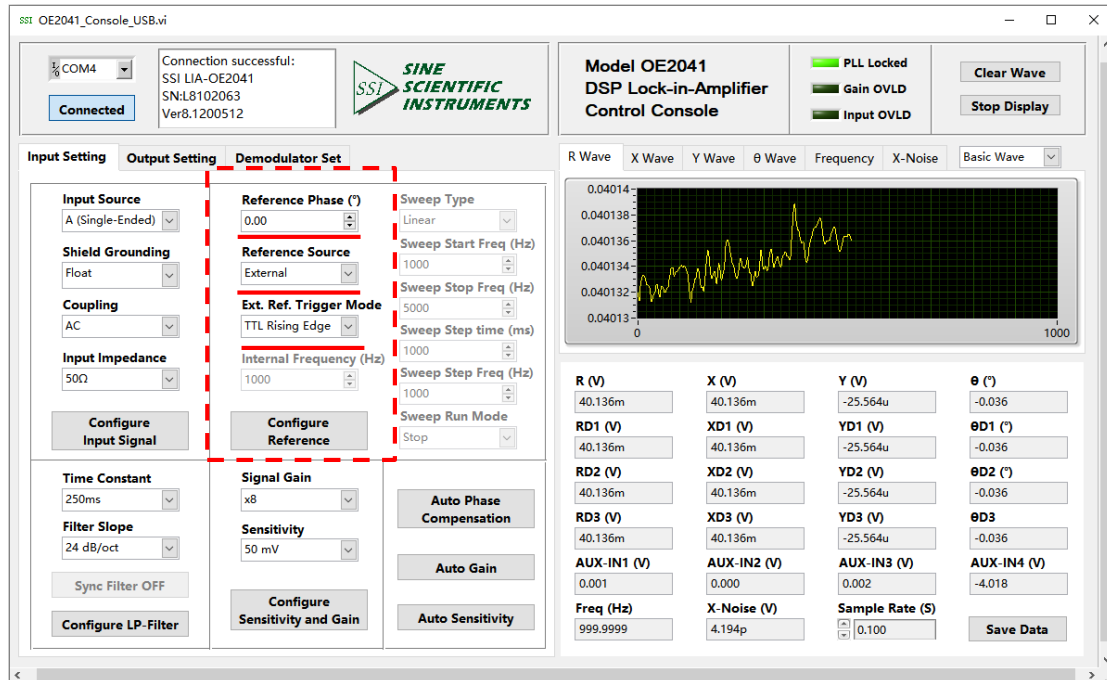 SSI OE2041_Console_USB.vi
I/O COM4
Connected
Connection successful:
SSI LIA-OE2041
SN:L8102063
Ver8.1200512
SSI
SINE
SCIENTIFIC
INSTRUMENTS
Model OE2041
DSP Lock-in-Amplifier
Control Console
PLL Locked
Gain OVLD
Input OVLD
Clear Wave
Stop Display
Input Setting Output Setting Demodulator Set
Input Source
A (Single-Ended)
Shield Grounding
Float
Coupling
AC
Input Impedance
50Ω
Configure
Input Signal
Reference Phase (°)
0.00
Reference Source
External
Ext. Ref. Trigger Mode
TTL Rising Edge
Internal Frequency (Hz)
1000
Configure
Reference
Sweep Type
Linear
Sweep Start Freq (Hz)
1000
Sweep Stop Freq (Hz)
5000
Sweep Step time (ms)
1000
Sweep Step Freq (Hz)
1000
Sweep Run Mode
Stop
Time Constant
250ms
Filter Slope
24 dB/oct
Sync Filter OFF
Configure LP-Filter
Signal Gain
x8
Sensitivity
50 mV
Configure
Sensitivity and Gain
Auto Phase
Compensation
Auto Gain
Auto Sensitivity
R Wave X Wave Y Wave θ Wave Frequency X-Noise Basic Wave
0.04014
0.040138
0.040136
0.040134
0.040132
0.04013
0 1000
R (V) X (V) Y (V) θ (°)
40.136m 40.136m -25.564u -0.036
RD1 (V) XD1 (V) YD1 (V) θD1 (°)
40.136m 40.136m -25.564u -0.036
RD2 (V) XD2 (V) YD2 (V) θD2 (°)
40.136m 40.136m -25.564u -0.036
RD3 (V) XD3 (V) YD3 (V) θD3
40.136m 40.136m -25.564u -0.036
AUX-IN1 (V) AUX-IN2 (V) AUX-IN3 (V) AUX-IN4 (V)
0.001 0.000 0.002 -4.018
Freq (Hz) X-Noise (V) Sample Rate (S)
999.9999 4.194p 0.100 Save Data